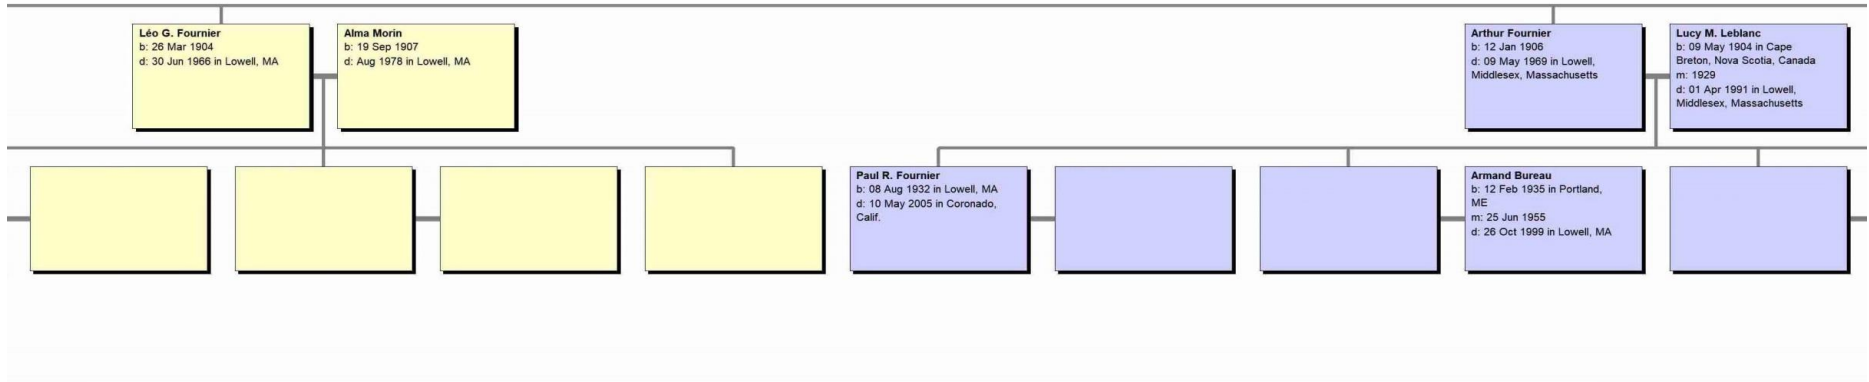 Léo G. Fournier
b: 26 Mar 1904
d: 30 Jun 1966 in Lowell, MA
Alma Morin
b: 19 Sep 1907
d: Aug 1978 in Lowell, MA
Arthur Fournier
b: 12 Jan 1906
d: 09 May 1969 in Lowell,
Middlesex, Massachusetts
Lucy M. Leblanc
b: 09 May 1904 in Cape
Breton, Nova Scotia, Canada
m: 1929
d: 01 Apr 1991 in Lowell,
Middlesex, Massachusetts
Paul R. Fournier
b: 08 Aug 1932 in Lowell, MA
d: 10 May 2005 in Coronado,
Calif.
Armand Bureau
b: 12 Feb 1935 in Portland,
ME
m: 25 Jun 1955
d: 26 Oct 1999 in Lowell, MA